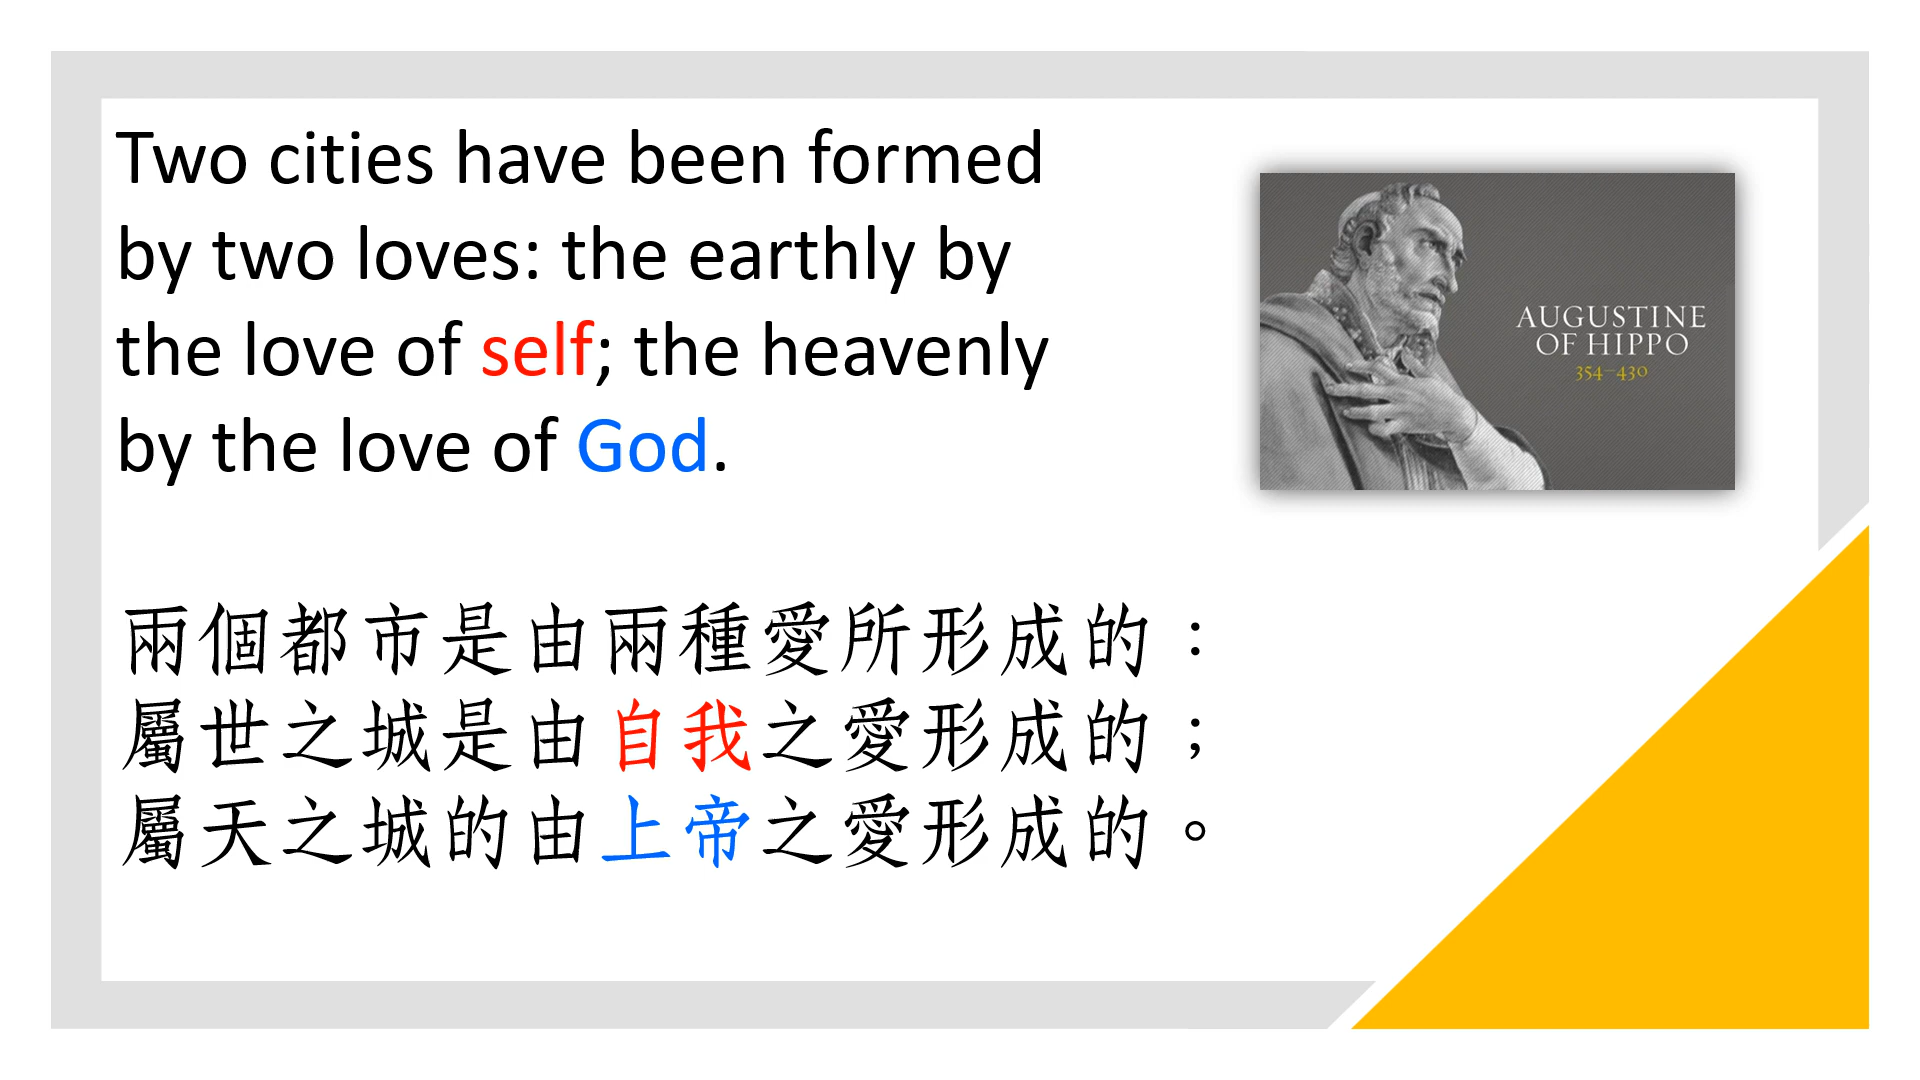 Two cities have been formed
by two loves: the earthly by
the love of self; the heavenly
by the love of God.
AUGUSTINE
OF HIPPO
354–430
兩個都市是由兩種愛所形成的：
屬世之城是由自我之愛形成的；
屬天之城的由上帝之愛形成的。